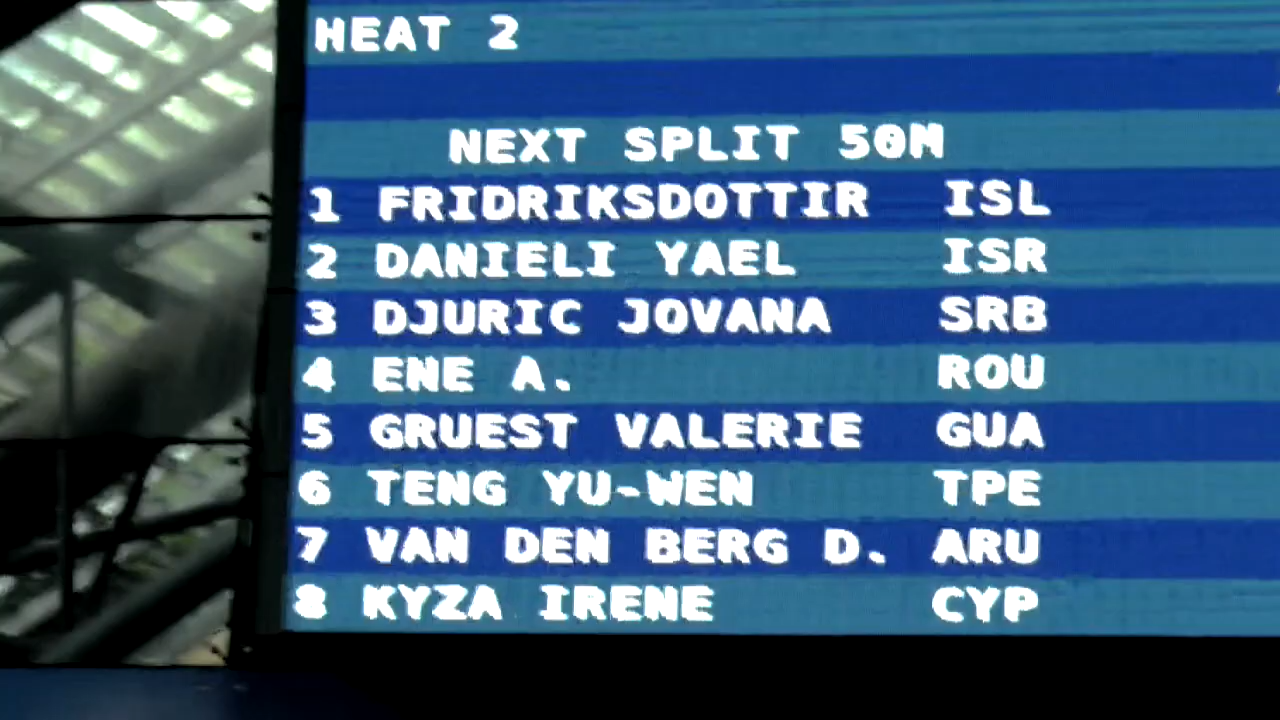 HEAT 2
NEXT SPLIT 50M
1 FRIDRIKSDOTTIR ISL
2 DANIELI YAEL ISR
3 DJURIC JOVANA SRB
4 ENE A. ROU
5 GRUEST VALERIE GUA
6 TENG YU-WEN TPE
7 VAN DEN BERG D. ARU
8 KYZA IRENE CYP